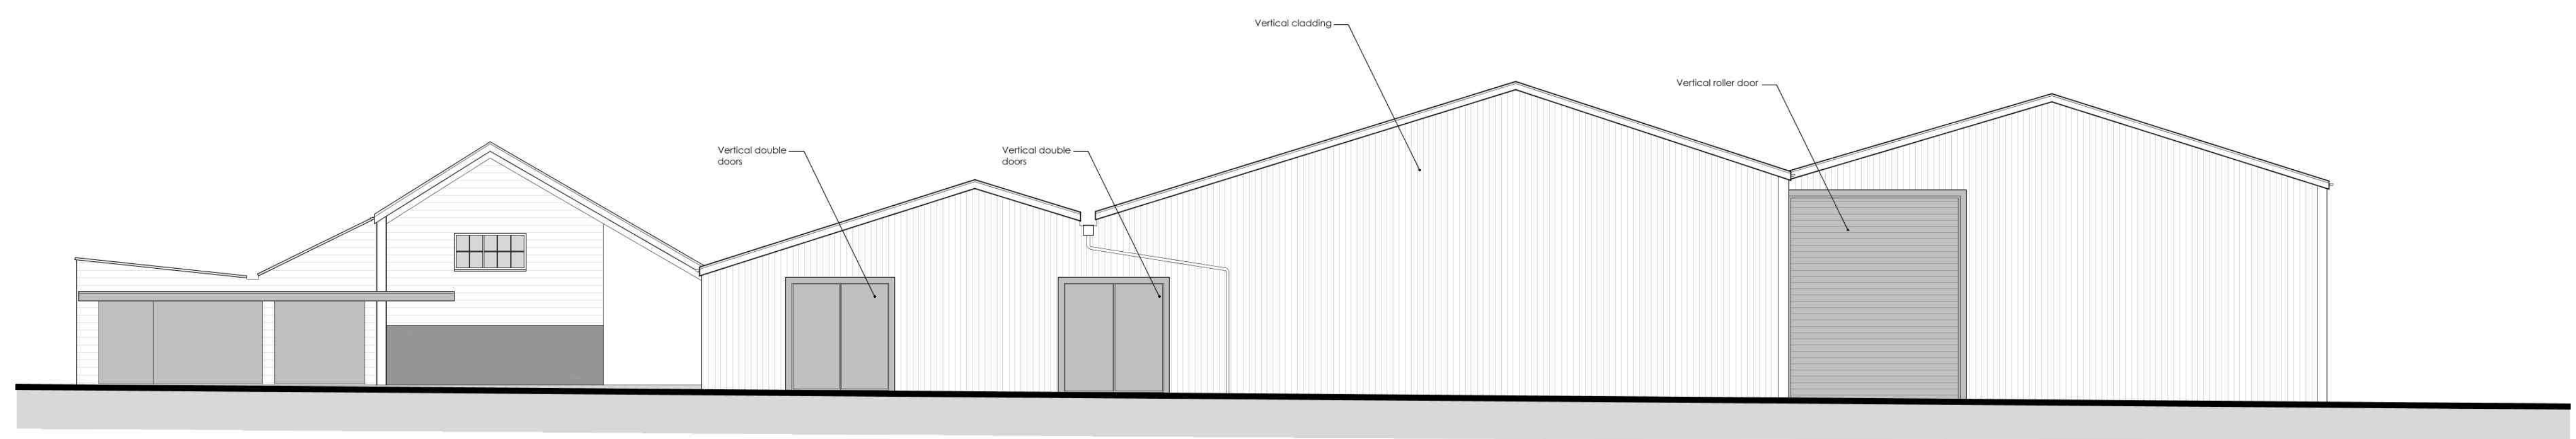 Vertical cladding
Vertical roller door
Vertical double
doors
Vertical double
doors